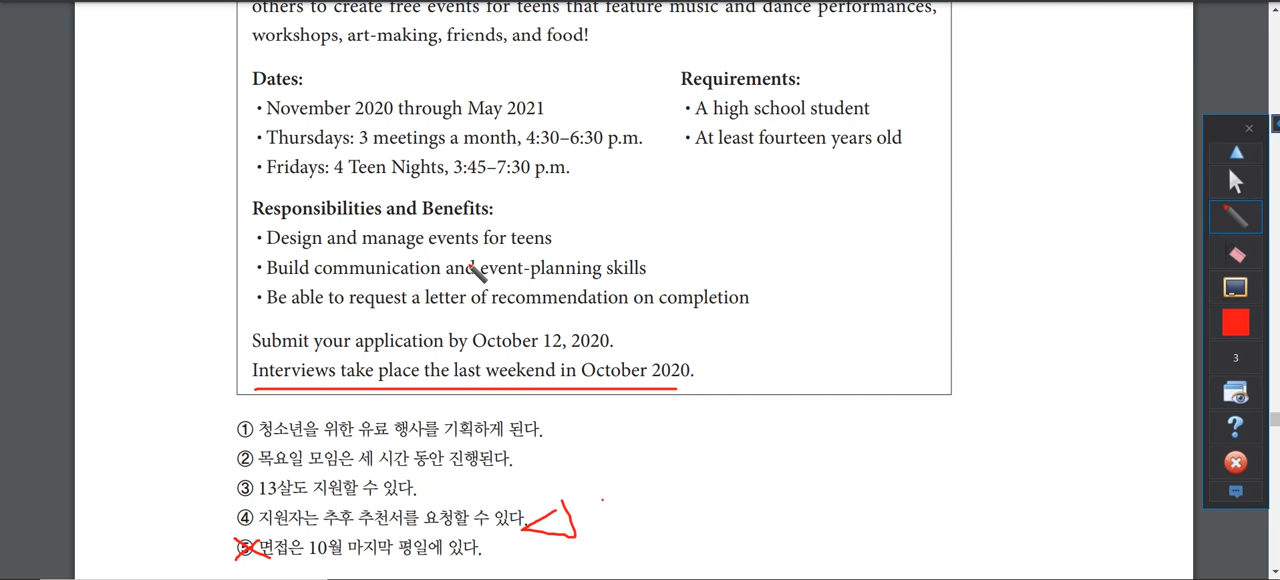 others to create free events for teens that feature music and dance performances,
workshops, art-making, friends, and food!
Dates:
• November 2020 through May 2021
• Thursdays: 3 meetings a month, 4:30–6:30 p.m.
• Fridays: 4 Teen Nights, 3:45–7:30 p.m.
Requirements:
• A high school student
• At least fourteen years old
Responsibilities and Benefits:
• Design and manage events for teens
• Build communication and event-planning skills
• Be able to request a letter of recommendation on completion
Submit your application by October 12, 2020.
Interviews take place the last weekend in October 2020.
① 청소년을 위한 유료 행사를 기획하게 된다.
② 목요일 모임은 세 시간 동안 진행된다.
③ 13살도 지원할 수 있다.
④ 지원자는 추후 추천서를 요청할 수 있다.
⑤ 면접은 10월 마지막 평일에 있다.
3